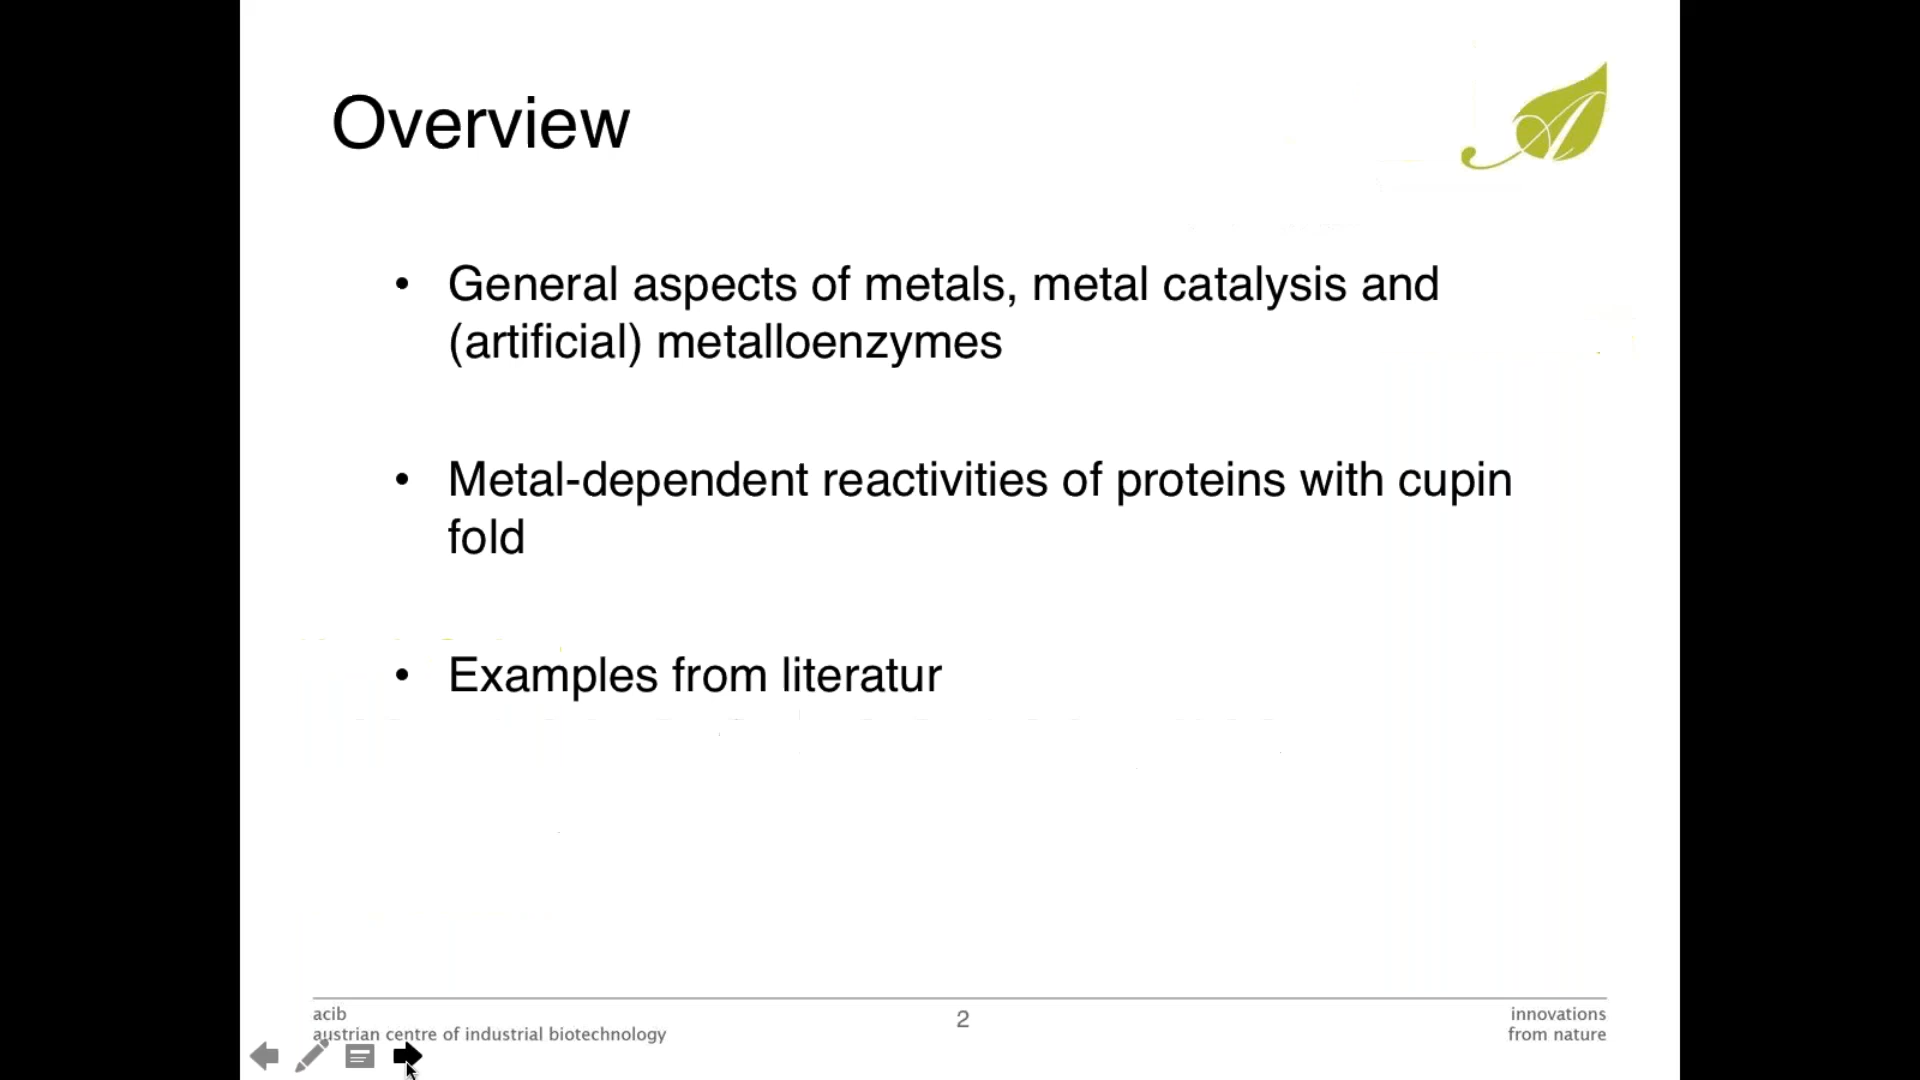 Overview
• General aspects of metals, metal catalysis and
(artificial) metalloenzymes
• Metal-dependent reactivities of proteins with cupin
fold
• Examples from literatur
acib
austrian centre of industrial biotechnology
2
innovations
from nature